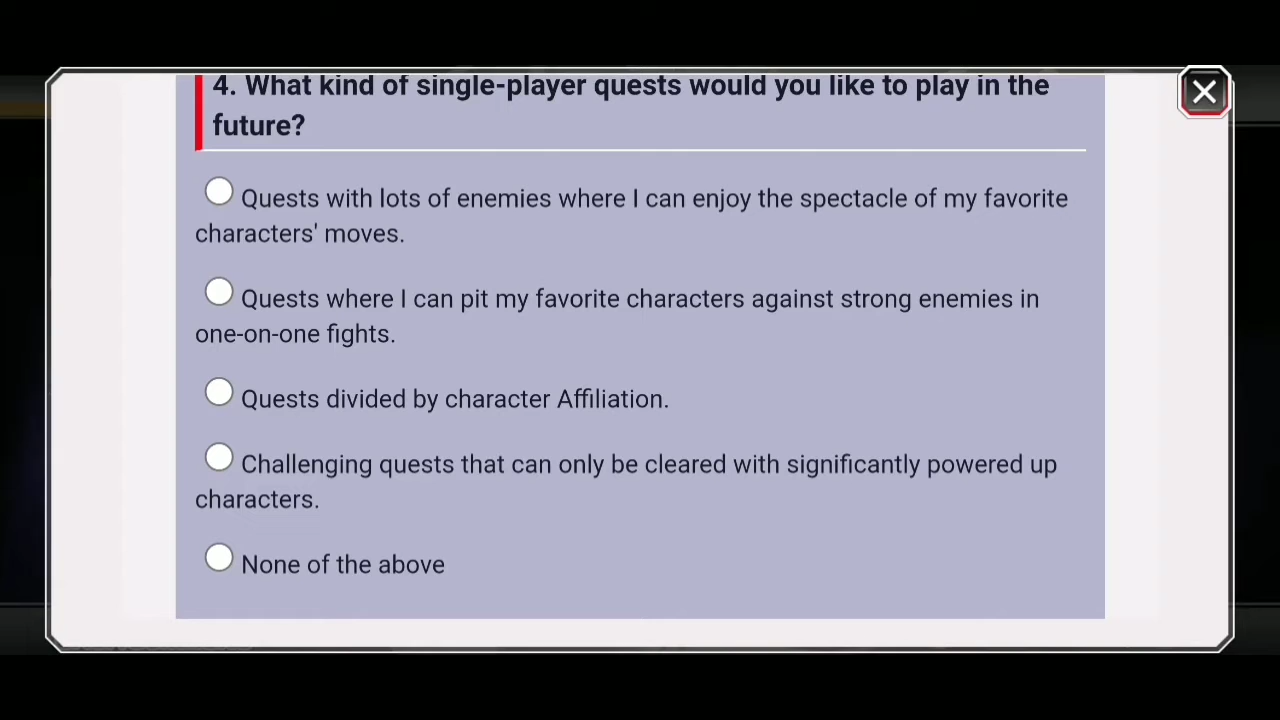 4. What kind of single-player quests would you like to play in the
future?
Quests with lots of enemies where I can enjoy the spectacle of my favorite
characters' moves.
Quests where I can pit my favorite characters against strong enemies in
one-on-one fights.
Quests divided by character Affiliation.
Challenging quests that can only be cleared with significantly powered up
characters.
None of the above